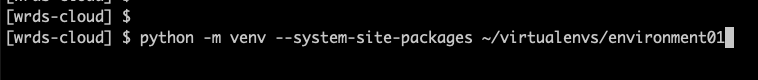 [wrds-cloud] $
[wrds-cloud] $
[wrds-cloud] $ python -m venv --system-site-packages ~/virtualenvs/environment01